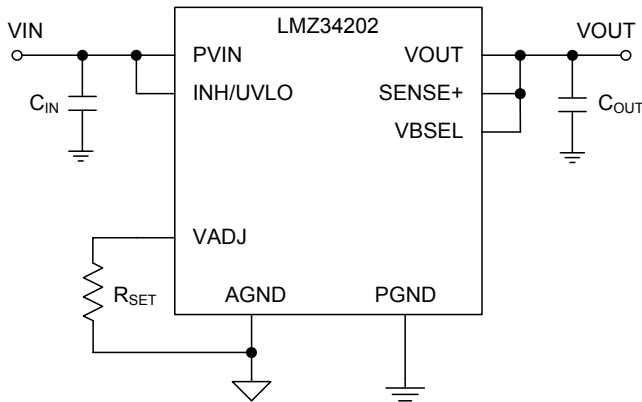 LMZ34202
VIN
VOUT
PVIN
VOUT
INH/UVLO
SENSE+
CIN
COUT
VBSEL
VADJ
RSET
AGND
PGND